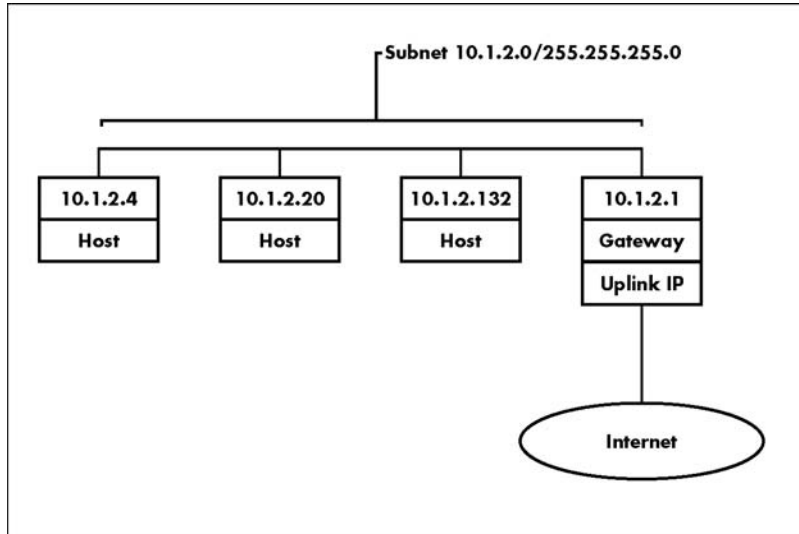 Subnet 10.1.2.0/255.255.255.0
10.1.2.4
Host
10.1.2.20
Host
10.1.2.132
Host
10.1.2.1
Gateway
Uplink IP
Internet